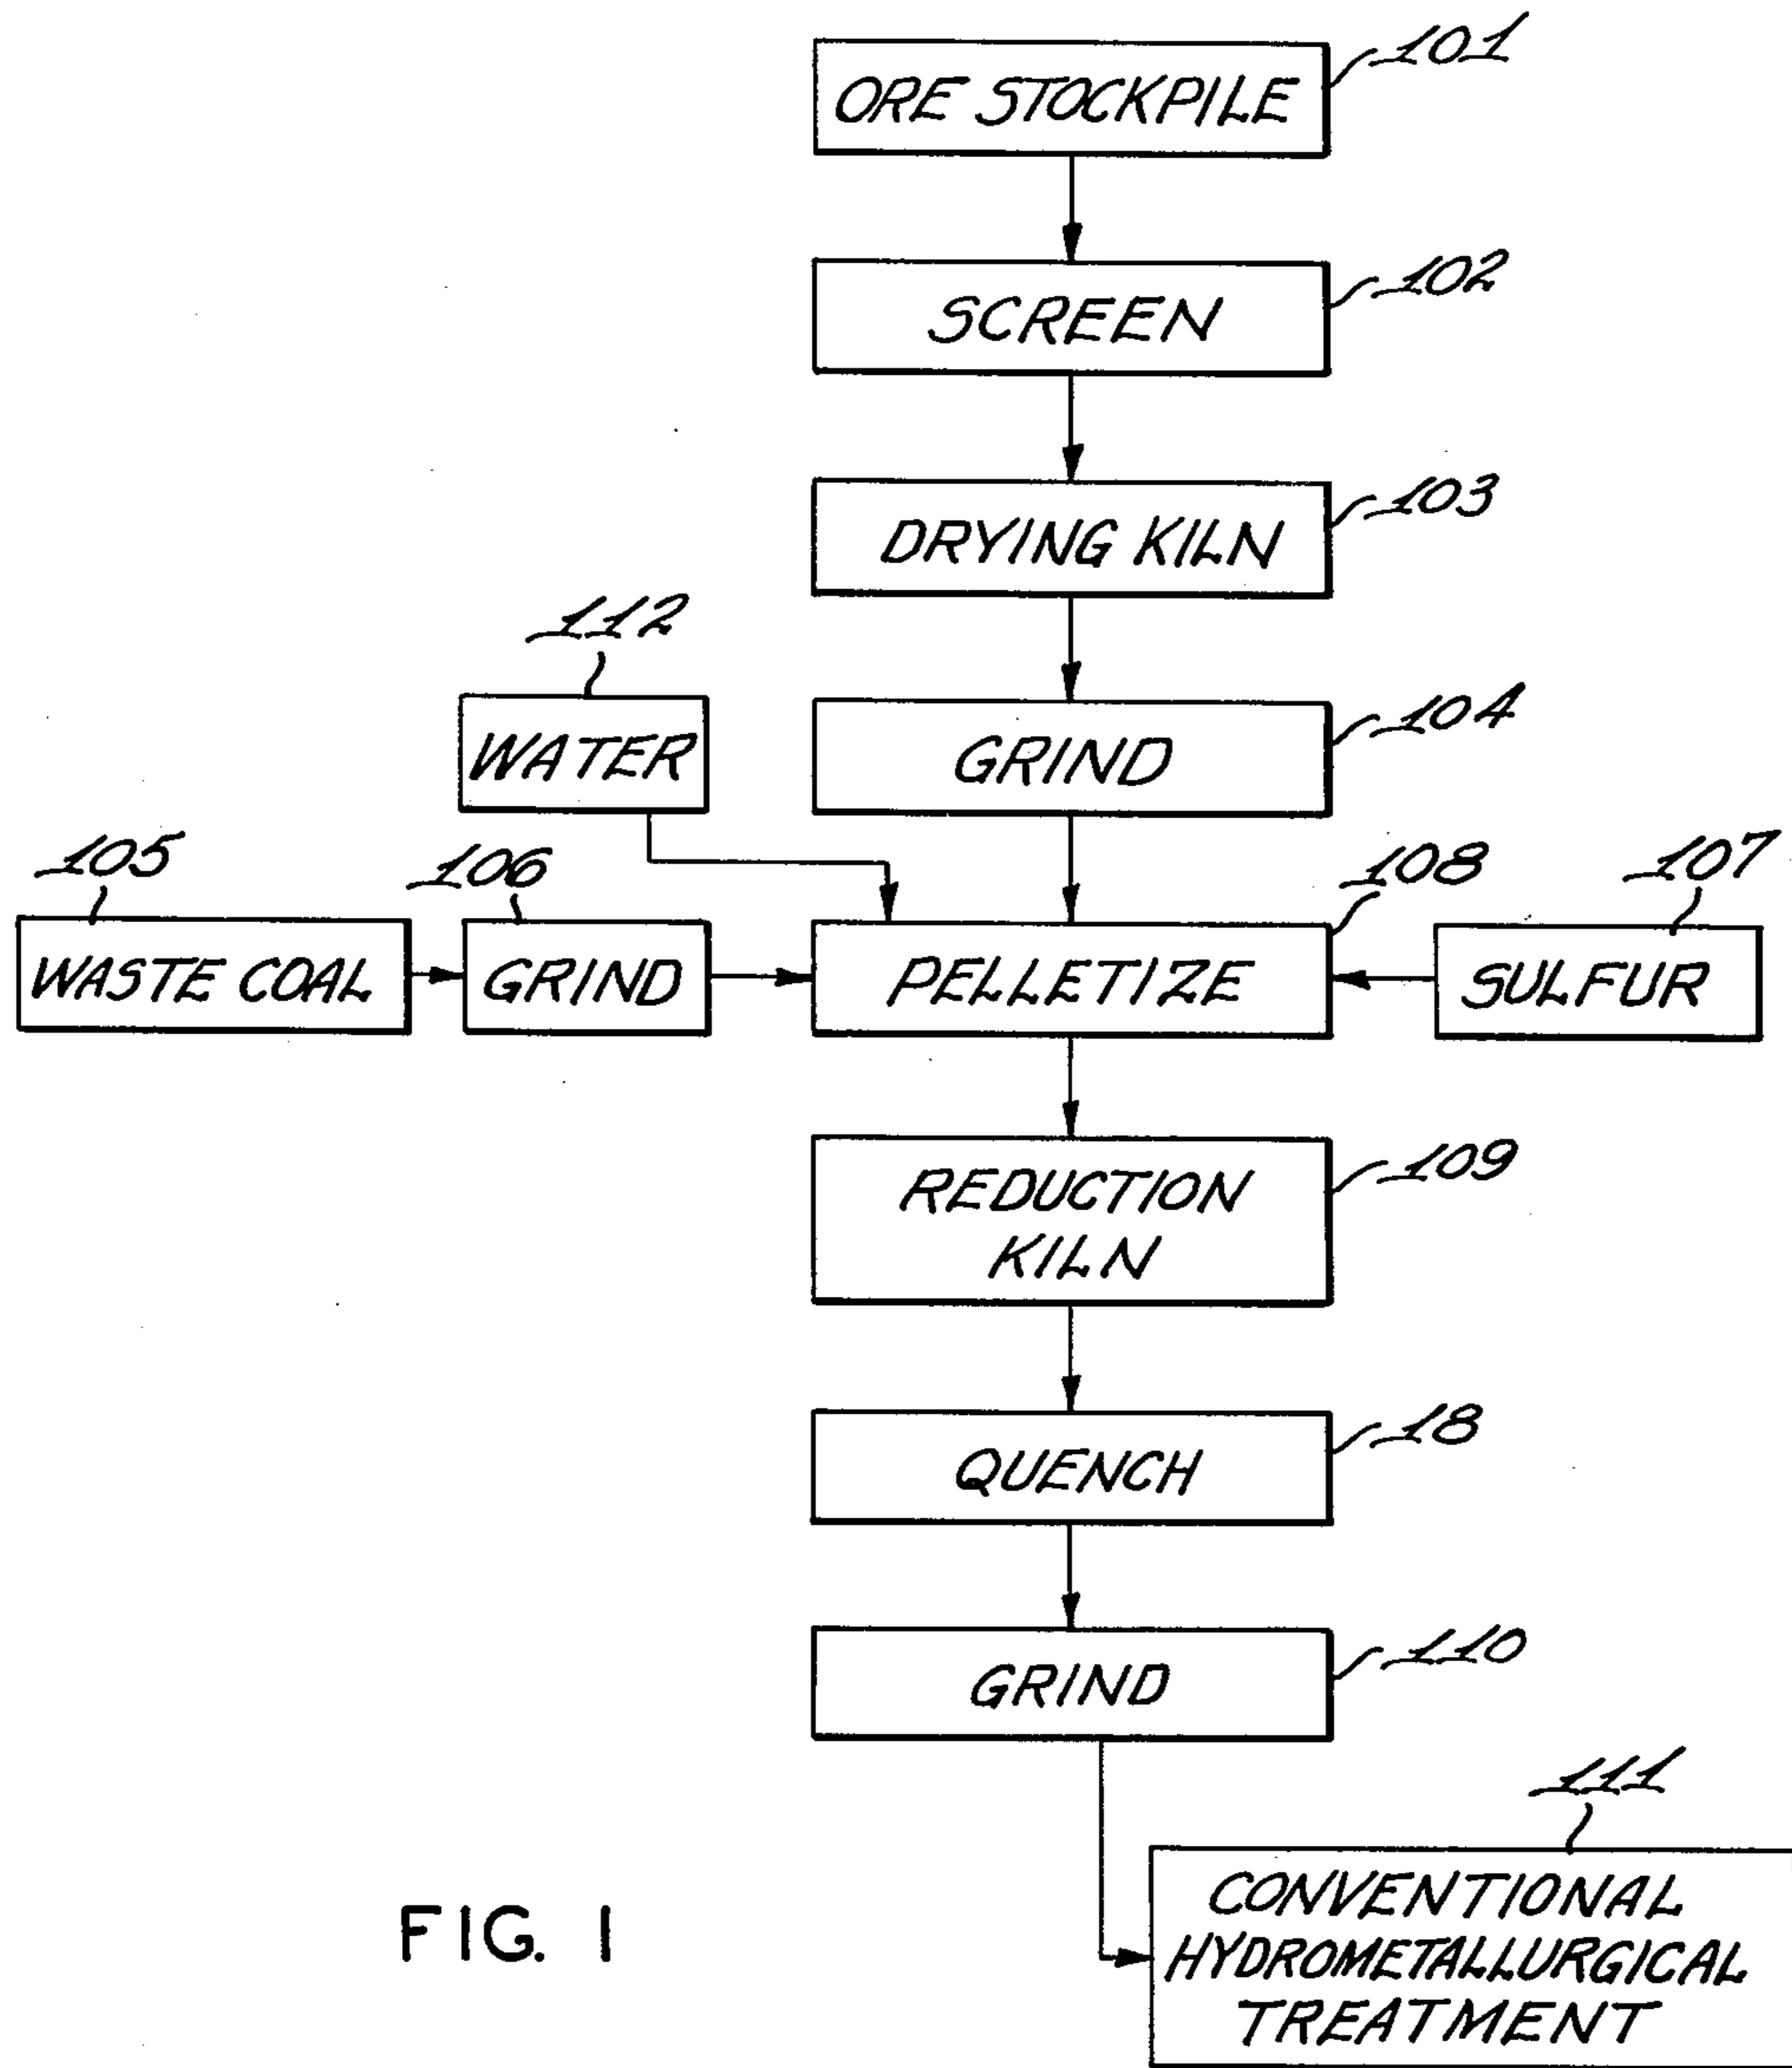 101
ORE STOCKPILE
102
SCREEN
103
DRYING KILN
112
WATER
104
GRIND
105
WASTE COAL
106
GRIND
108
PELLETIZE
107
SULFUR
109
REDUCTION
KILN
18
QUENCH
110
GRIND
111
CONVENTIONAL
HYDROMETALLURGICAL
TREATMENT
FIG. 1